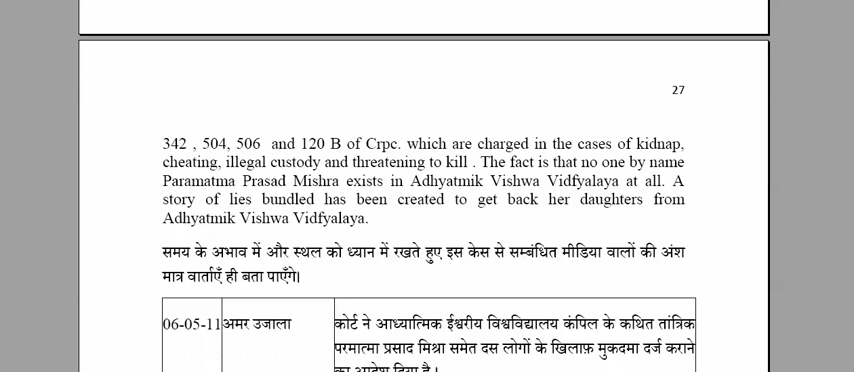 27
342 , 504, 506 and 120 B of Crpc. which are charged in the cases of kidnap,
cheating, illegal custody and threatening to kill . The fact is that no one by name
Paramatma Prasad Mishra exists in Adhyatmik Vishwa Vidfyalaya at all. A
story of lies bundled has been created to get back her daughters from
Adhyatmik Vishwa Vidfyalaya.
समय के अभाव में और स्थल को ध्यान में रखते हुए इस केस से सम्बंधित मीडिया वालों की अंश
मात्र वार्ताएँ ही बता पाएँगे।
06-05-11 अमर उजाला कोर्ट ने आध्यात्मिक ईश्वरीय विश्वविद्यालय कंपिल के कथित तांत्रिक
परमात्मा प्रसाद मिश्रा समेत दस लोगों के खिलाफ़ मुकदमा दर्ज कराने
का आदेश दिया है।